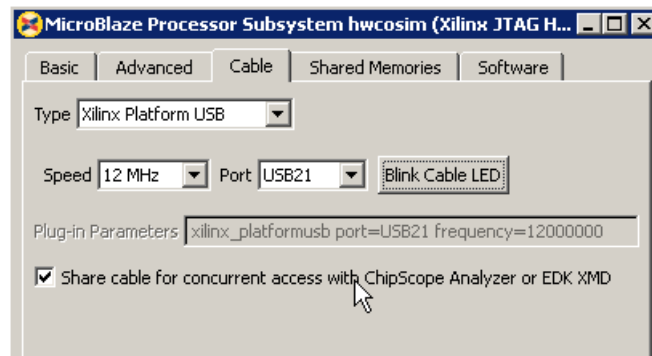 MicroBlaze Processor Subsystem hwcosim (Xilinx JTAG H...
Basic Advanced Cable Shared Memories Software
Type Xilinx Platform USB
Speed 12 MHz Port USB21 Blink Cable LED
Plug-in Parameters xilinx_platformusb port=USB21 frequency=12000000
Share cable for concurrent access with ChipScope Analyzer or EDK XMD